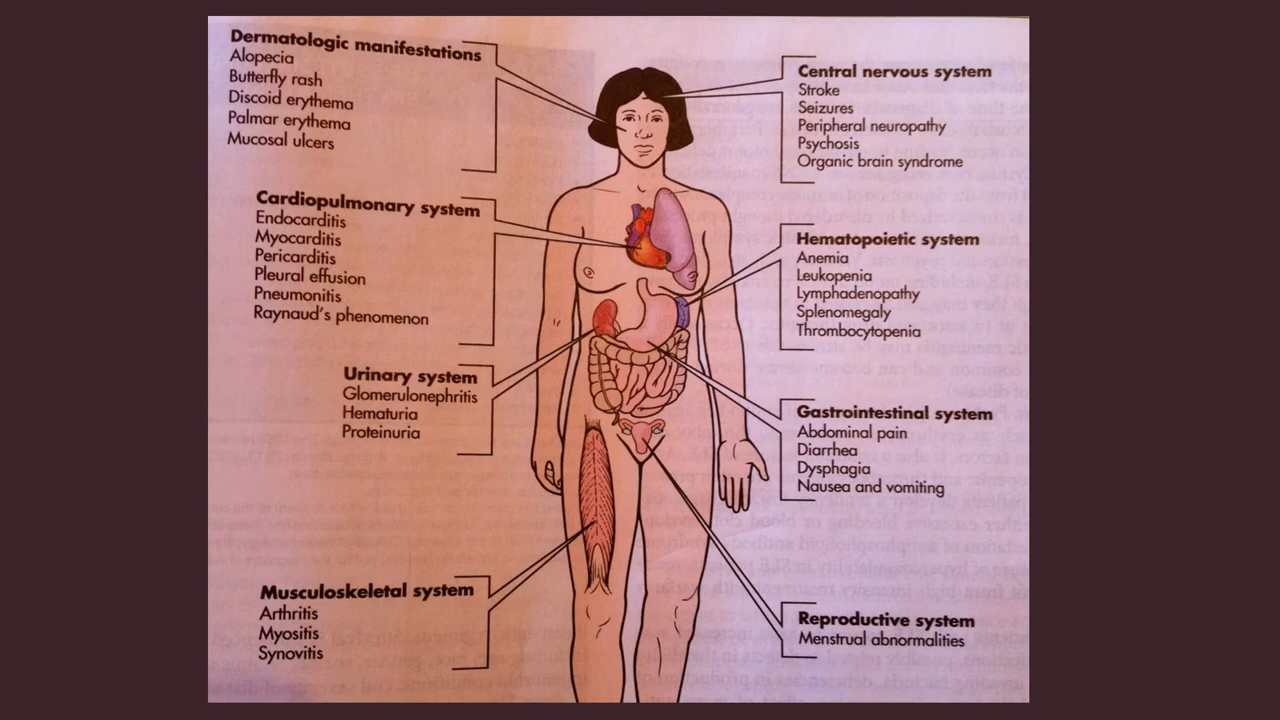 Dermatologic manifestations
Alopecia
Butterfly rash
Discoid erythema
Palmar erythema
Mucosal ulcers
Cardiopulmonary system
Endocarditis
Myocarditis
Pericarditis
Pleural effusion
Pneumonitis
Raynaud's phenomenon
Urinary system
Glomerulonephritis
Hematuria
Proteinuria
Musculoskeletal system
Arthritis
Myositis
Synovitis
Central nervous system
Stroke
Seizures
Peripheral neuropathy
Psychosis
Organic brain syndrome
Hematopoietic system
Anemia
Leukopenia
Lymphadenopathy
Splenomegaly
Thrombocytopenia
Gastrointestinal system
Abdominal pain
Diarrhea
Dysphagia
Nausea and vomiting
Reproductive system
Menstrual abnormalities